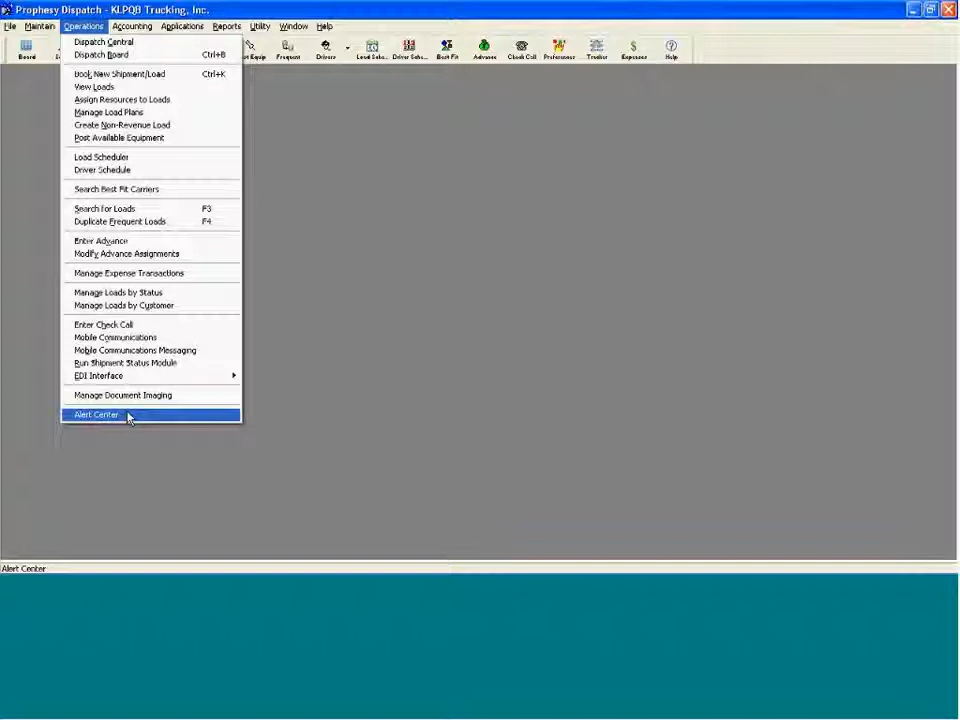 Prophesy Dispatch - KLPQB Trucking, Inc.
File Maintain Operations Accounting Applications Reports Utility Window Help
Board Equip Frequent Drivers Load Sche... Driver Sche... Best Fit Advance Check Call Preferences Tracker Expenses Help
Dispatch Central
Dispatch Board Ctrl+B
Book New Shipment/Load Ctrl+K
View Loads
Assign Resources to Loads
Manage Load Plans
Create Non-Revenue Load
Post Available Equipment
Load Scheduler
Driver Schedule
Search Best Fit Carriers
Search for Loads F3
Duplicate Frequent Loads F4
Enter Advance
Modify Advance Assignments
Manage Expense Transactions
Manage Loads by Status
Manage Loads by Customer
Enter Check Call
Mobile Communications
Mobile Communications Messaging
Run Shipment Status Module
EDI Interface
Manage Document Imaging
Alert Center
Alert Center